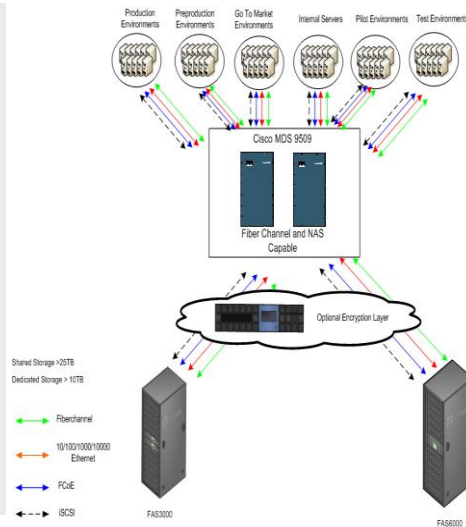 Production
Environments
Preproduction
Environments
Go To Market
Environments
Internal Servers
Pilot Environments
Test Environments
Cisco MDS 9509
Fiber Channel and NAS
Capable
Optional Encryption Layer
Shared Storage >25TB
Dedicated Storage > 10TB
Fiberchannel
10/100/1000/10000
Ethernet
FCoE
iSCSI
FAS3000
FAS6000